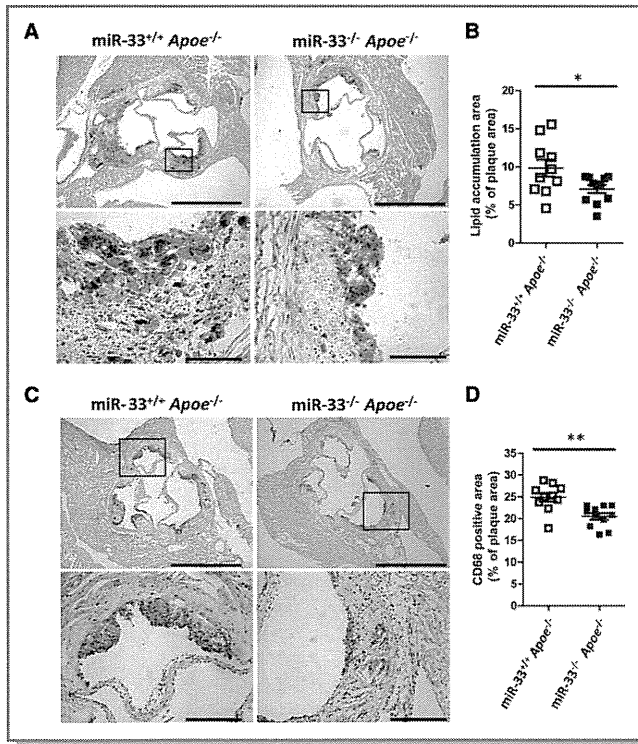 A
miR-33+/+ Apoe-/-
miR-33-/- Apoe-/-
B
*
Lipid accumulation area
(% of plaque area)
20
15
10
5
0
miR-33+/+ Apoe-/-
miR-33-/- Apoe-/-
C
miR-33+/+ Apoe-/-
miR-33-/- Apoe-/-
D
**
CD68 positive area
(% of plaque area)
35
30
25
20
15
10
5
0
miR-33+/+ Apoe-/-
miR-33-/- Apoe-/-